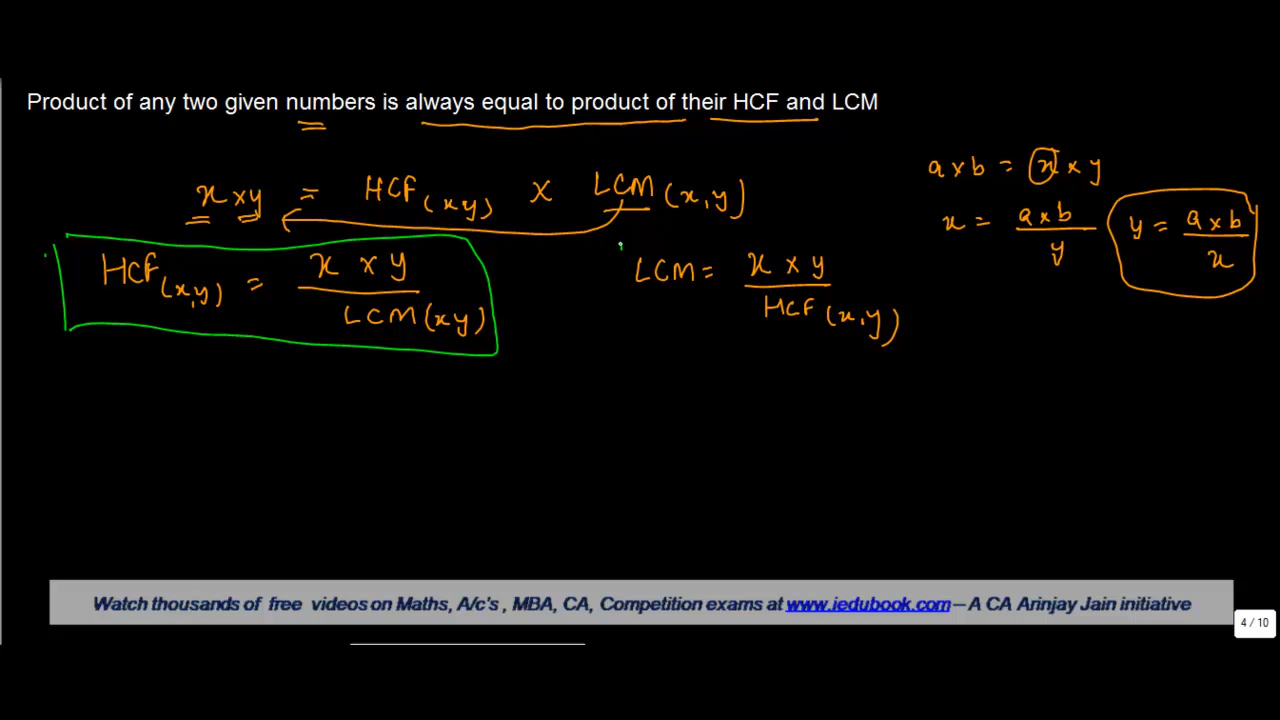 Product of any two given numbers is always equal to product of their HCF and LCM
x × y = HCF(xy) × LCM(x,y)
HCF(x,y) = x × y / LCM(xy)
LCM = x × y / HCF(x,y)
a×b = x × y
x = a×b / y
y = a×b / x
Watch thousands of free videos on Maths, A/c's , MBA, CA, Competition exams at www.iedubook.com – A CA Arinjay Jain initiative
4 / 10